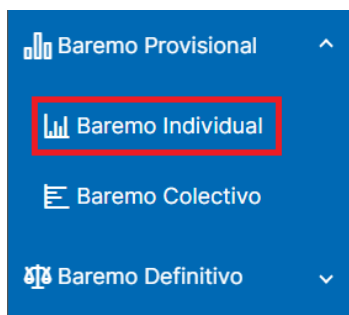 Baremo Provisional
Baremo Individual
Baremo Colectivo
Baremo Definitivo